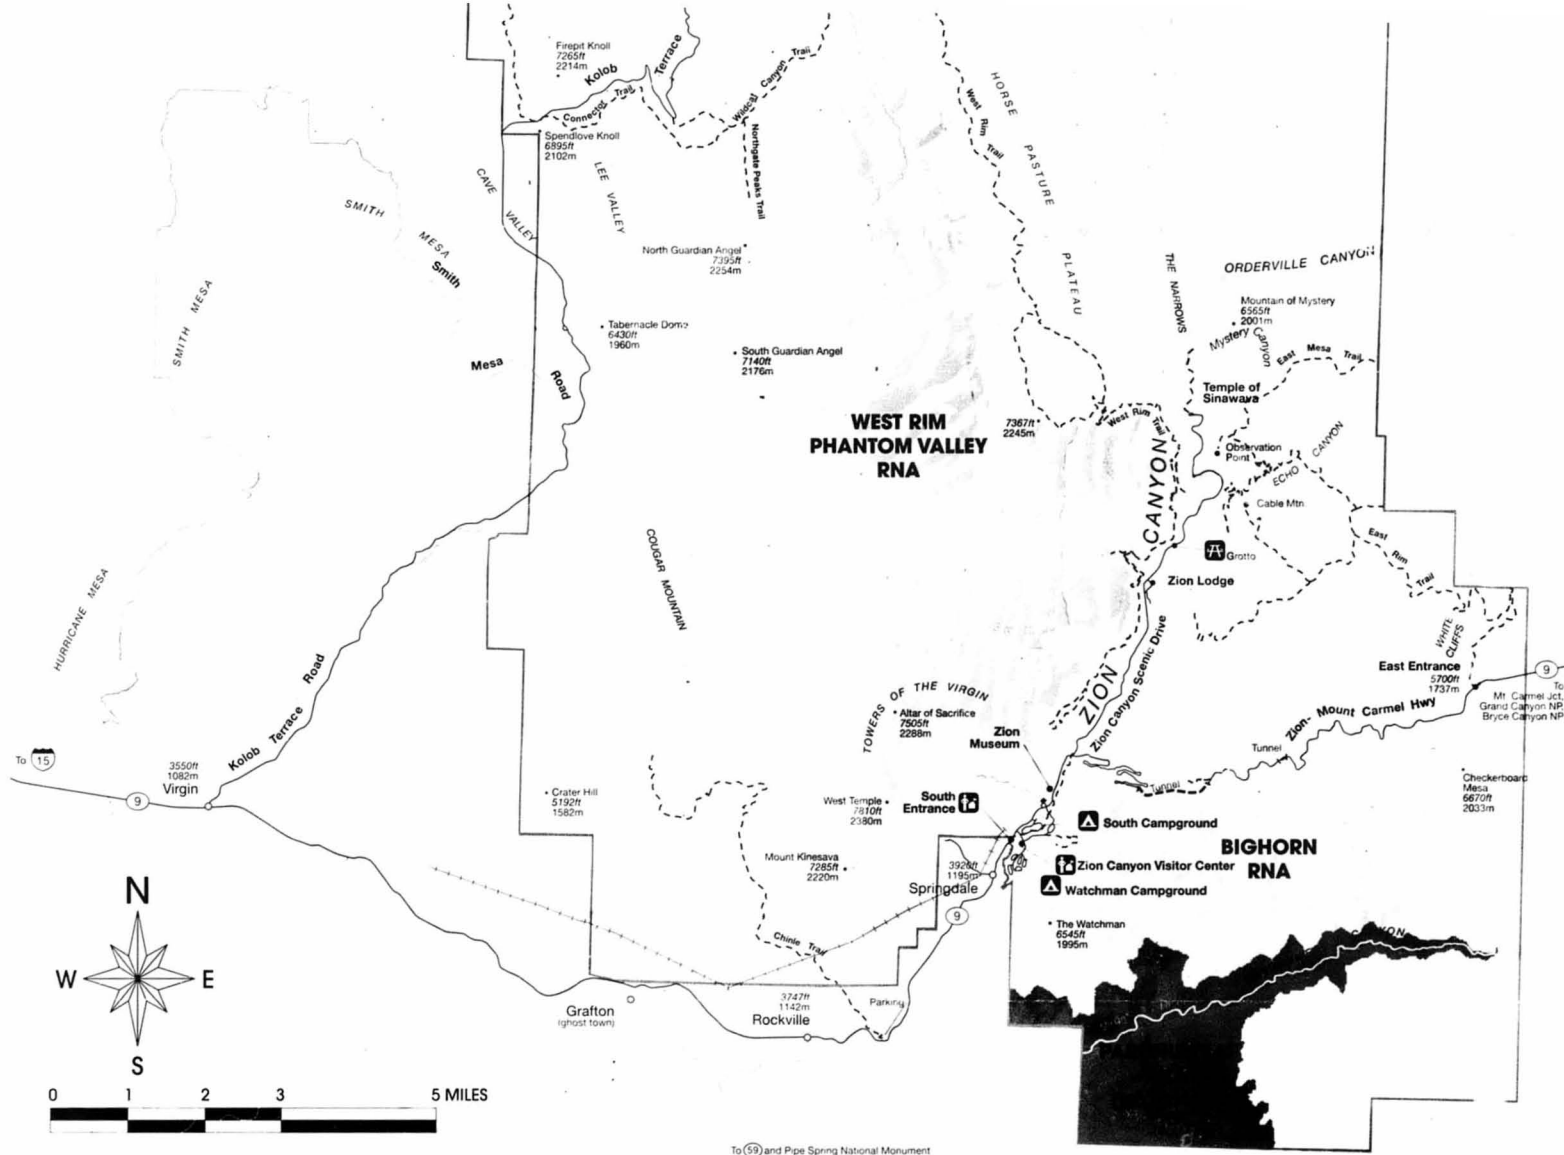 Firepit Knoll
7265ft
2214m
Kolob
Terrace
Connector Trail
Wildcat Canyon Trail
Northgate Peaks Trail
Spendlove Knoll
6895ft
2102m
CAVE
VALLEY
LEE VALLEY
HORSE
PASTURE
PLATEAU
West Rim
Trail
SMITH
MESA
Smith
Mesa
Road
SMITH MESA
North Guardian Angel
7395ft
2254m
Tabernacle Dome
6430ft
1960m
South Guardian Angel
7140ft
2176m
THE NARROWS
ORDERVILLE CANYON
Mountain of Mystery
6565ft
2001m
Mystery Canyon
East Mesa Trail
Temple of
Sinawava
WEST RIM
PHANTOM VALLEY
RNA
7367ft
2245m
West Rim Trail
Observation
Point
ECHO CANYON
Cable Mtn.
ZION CANYON
Grotto
East Rim Trail
Zion Lodge
COUGAR MOUNTAIN
HURRICANE MESA
WHITE
CLIFFS
Zion Canyon Scenic Drive
East Entrance
5700ft
1737m
9
To
Mt. Carmel Jct,
Grand Canyon NP,
Bryce Canyon NP
Zion- Mount Carmel Hwy
Tunnel
Tunnel
TOWERS OF THE VIRGIN
Altar of Sacrifice
7505ft
2288m
Zion
Museum
Kolob Terrace Road
To 15
3550ft
1082m
Virgin
9
Crater Hill
5192ft
1582m
West Temple
7810ft
2380m
South
Entrance
South Campground
Checkerboard
Mesa
6670ft
2033m
BIGHORN
RNA
Mount Kinesava
7285ft
2220m
3920ft
1195m
Springdale
Zion Canyon Visitor Center
Watchman Campground
9
The Watchman
6545ft
1995m
CANYON
Chinle Trail
N
W E
S
Grafton
(ghost town)
3747ft
1142m
Rockville
Parking
0 1 2 3 5 MILES
To 59 and Pipe Spring National Monument